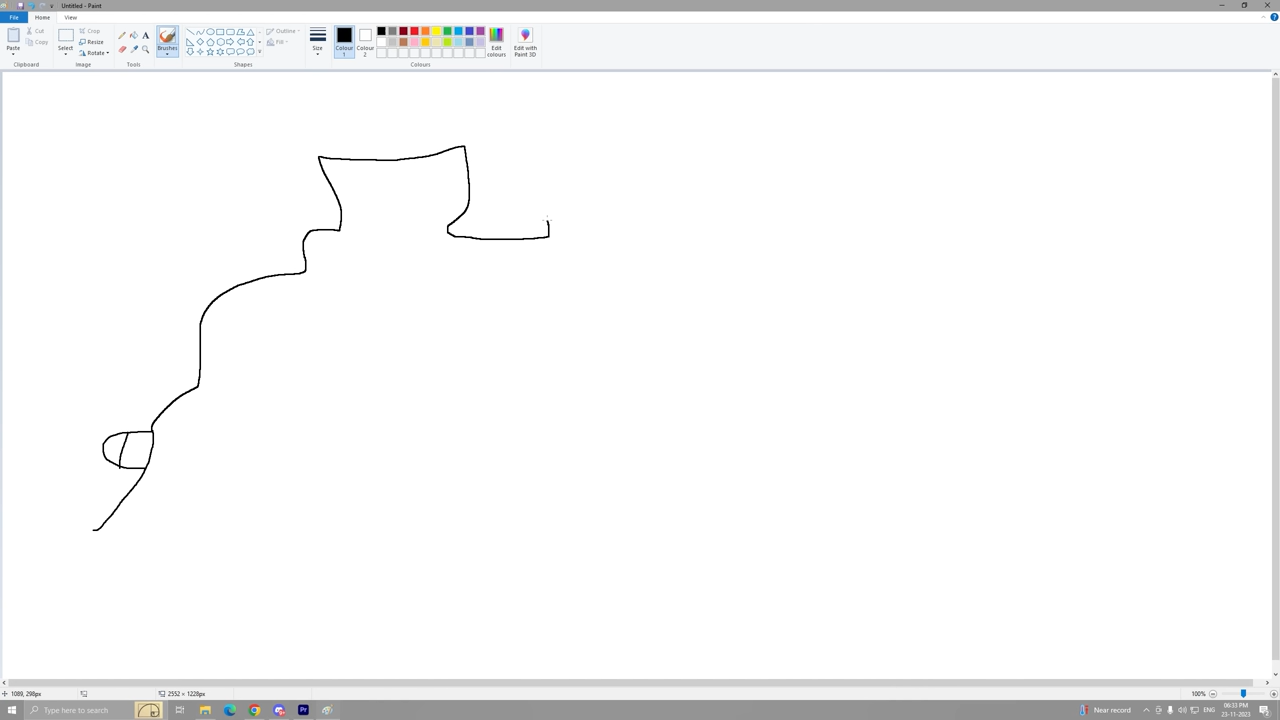 Untitled - Paint
File Home View
Paste Cut Copy Select Crop Resize Rotate Brushes Outline Fill Size Colour 1 Colour 2 Edit colours Edit with Paint 3D
Clipboard Image Tools Shapes Colours
1089, 298px 2552 × 1228px 100%
Type here to search Near record ENG 06:33 PM
23-11-2023